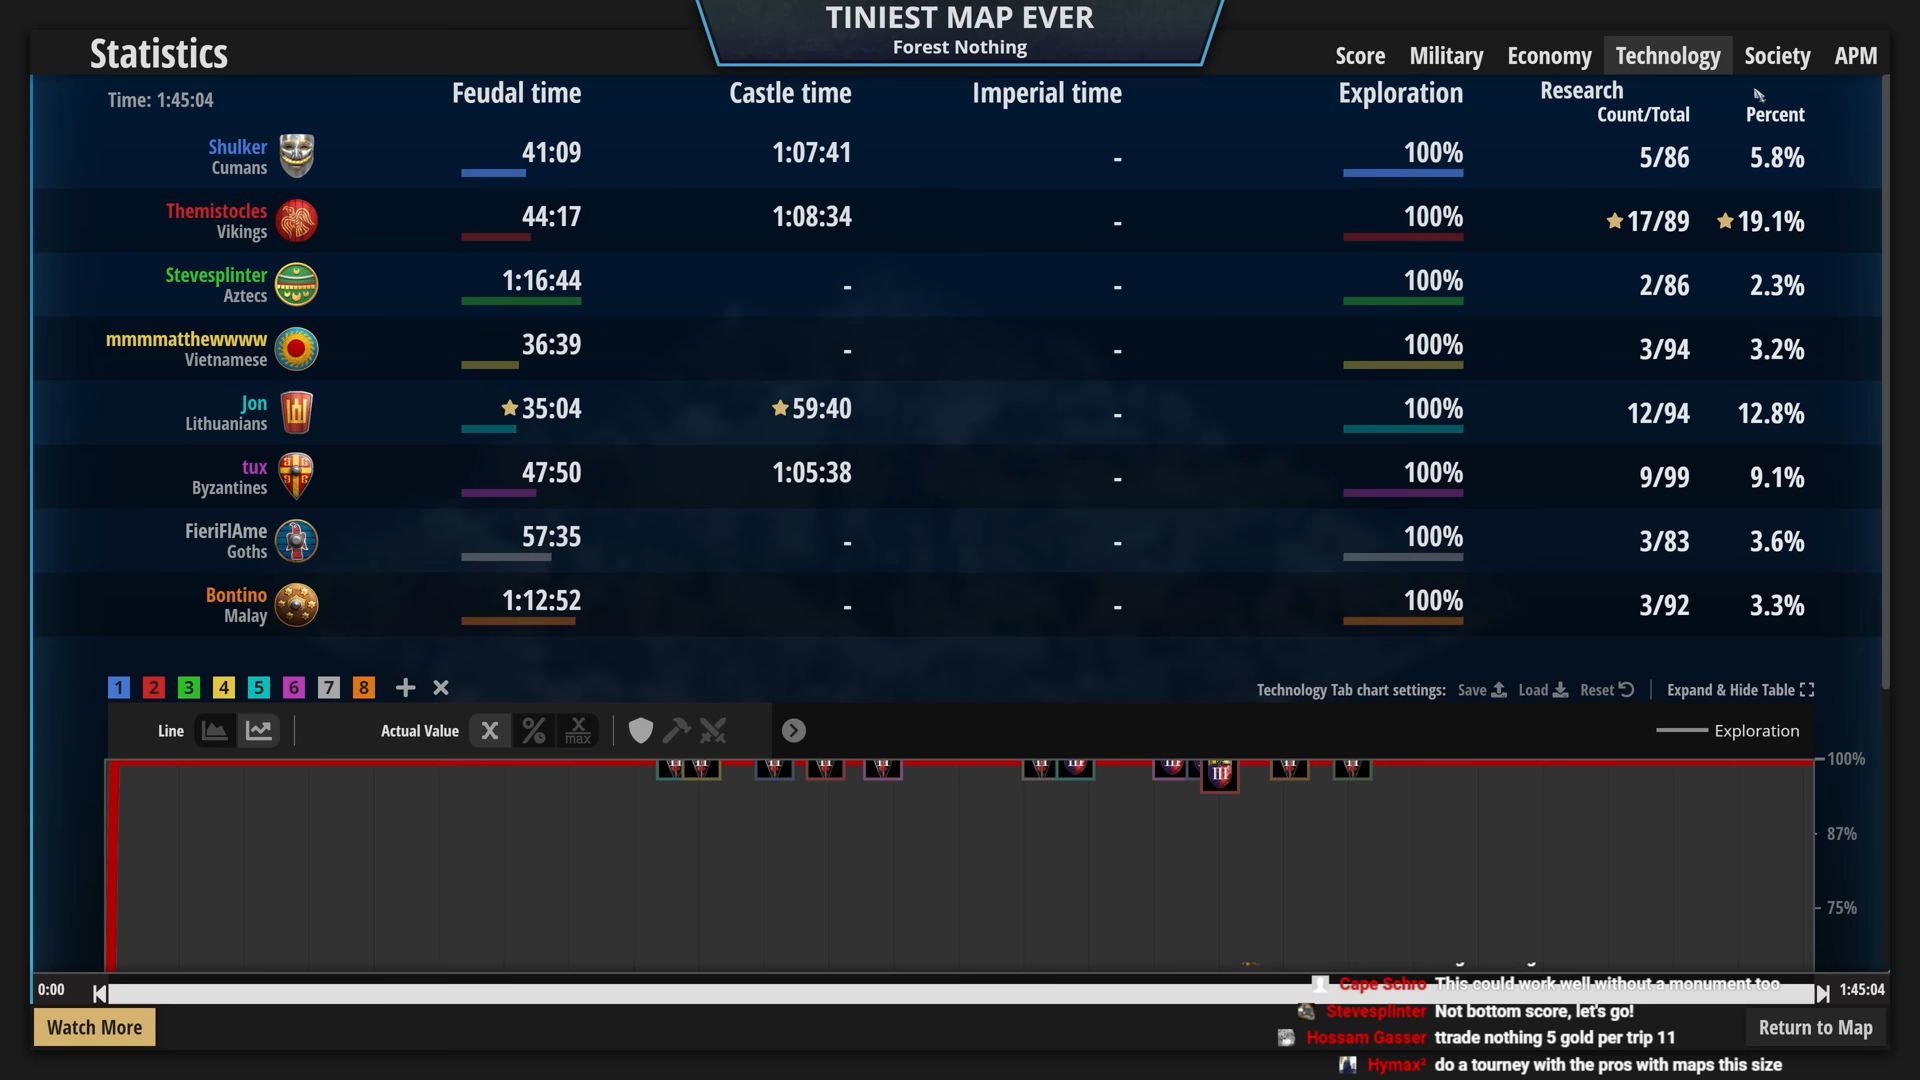 TINIEST MAP EVER
Forest Nothing
Statistics
Score Military Economy Technology Society APM
Time: 1:45:04
Feudal time Castle time Imperial time Exploration Research
Count/Total Percent
Shulker
Cumans
41:09 1:07:41 - 100% 5/86 5.8%
Themistocles
Vikings
44:17 1:08:34 - 100% 17/89 19.1%
Stevesplinter
Aztecs
1:16:44 - - 100% 2/86 2.3%
mmmmatthewwww
Vietnamese
36:39 - - 100% 3/94 3.2%
Jon
Lithuanians
35:04 59:40 - 100% 12/94 12.8%
tux
Byzantines
47:50 1:05:38 - 100% 9/99 9.1%
FieriFlAme
Goths
57:35 - - 100% 3/83 3.6%
Bontino
Malay
1:12:52 - - 100% 3/92 3.3%
1 2 3 4 5 6 7 8
Technology Tab chart settings: Save Load Reset Expand & Hide Table
Line Actual Value X % X max Exploration
100%
87%
75%
0:00 1:45:04
Cape Schro This could work well without a monument too
Stevesplinter Not bottom score, let's go!
Hossam Gasser ttrade nothing 5 gold per trip 11
Hymax² do a tourney with the pros with maps this size
Watch More
Return to Map